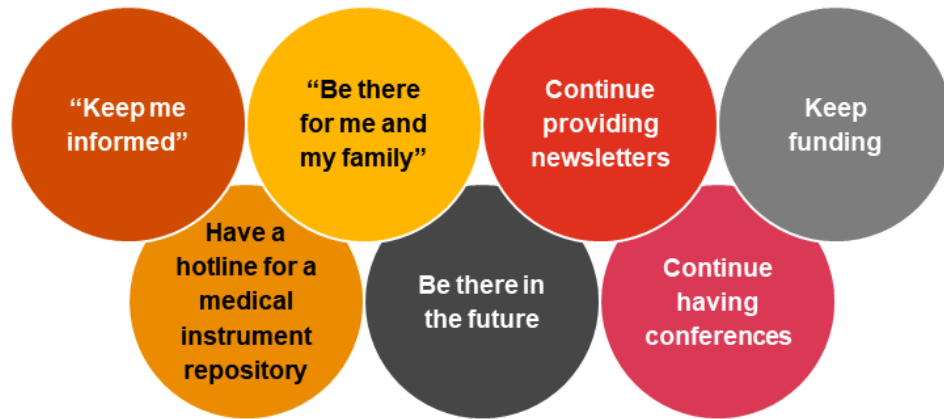 “Keep me
informed”
“Be there
for me and
my family”
Continue
providing
newsletters
Keep
funding
Have a
hotline for a
medical
instrument
repository
Be there in
the future
Continue
having
conferences